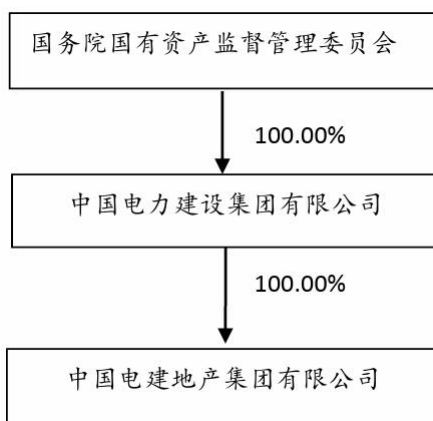 国务院国有资产监督管理委员会
100.00%
中国电力建设集团有限公司
100.00%
中国电建地产集团有限公司